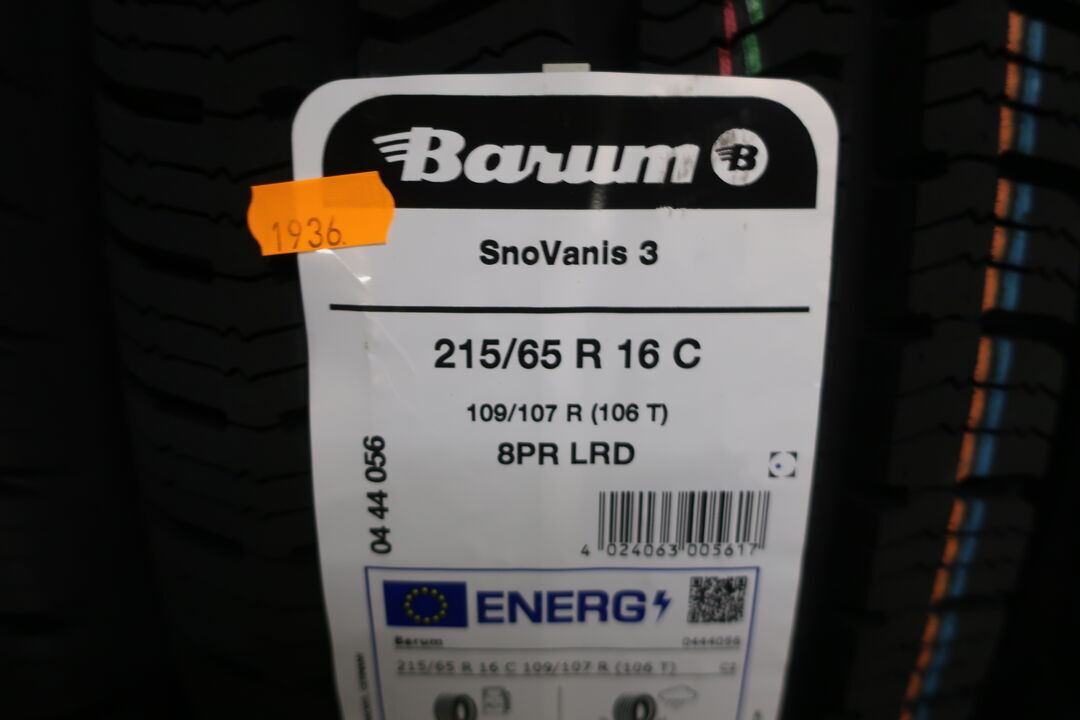 Barum B
1936.
SnoVanis 3
215/65 R 16 C
109/107 R (106 T)
8PR LRD
04 44 056
4 024063 005617
ENERG
Barum 0444056
215/65 R 16 C 109/107 R (106 T) C2